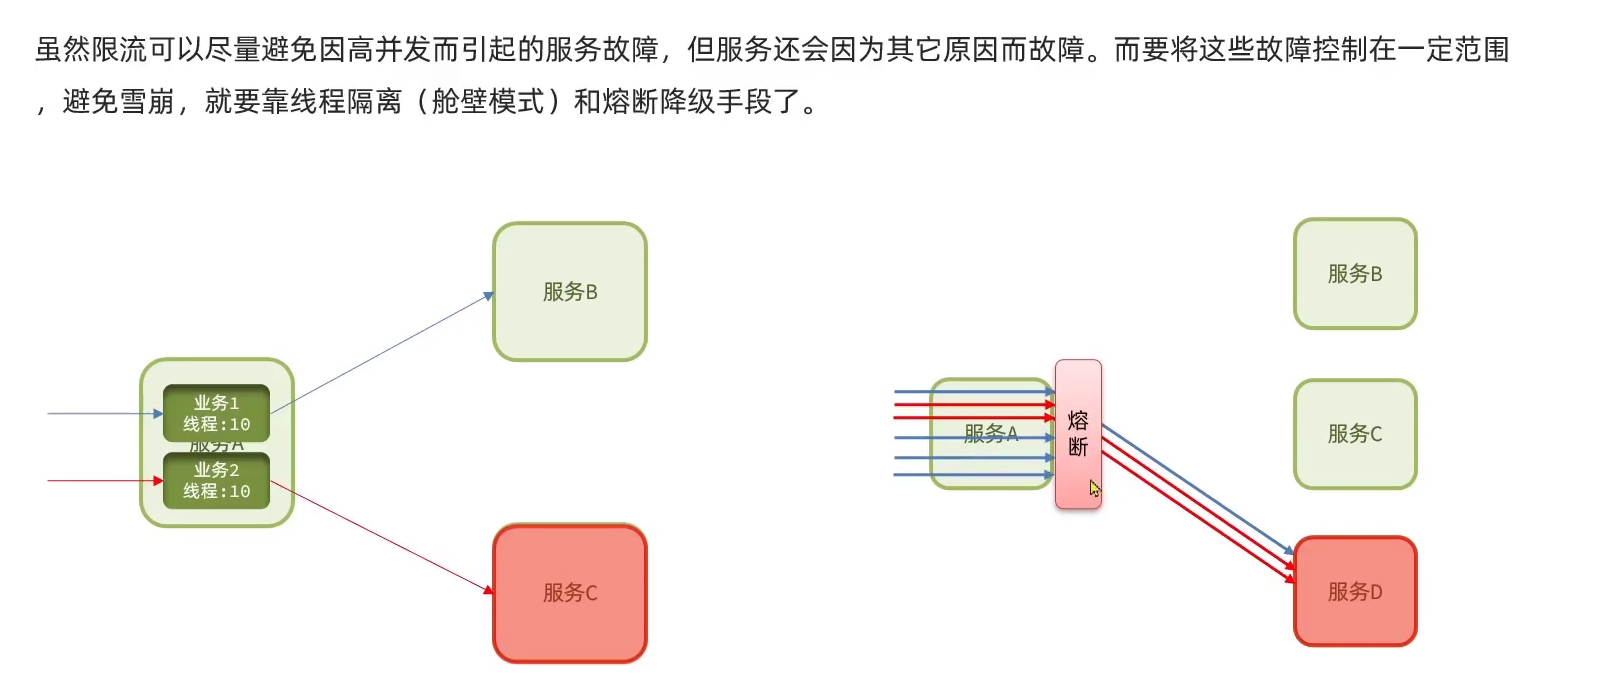 虽然限流可以尽量避免因高并发而引起的服务故障，但服务还会因为其它原因而故障。而要将这些故障控制在一定范围
，避免雪崩，就要靠线程隔离（舱壁模式）和熔断降级手段了。
服务B
业务1
线程:10
服务A
业务2
线程:10
服务C
服务B
熔
断
服务A
服务C
服务D